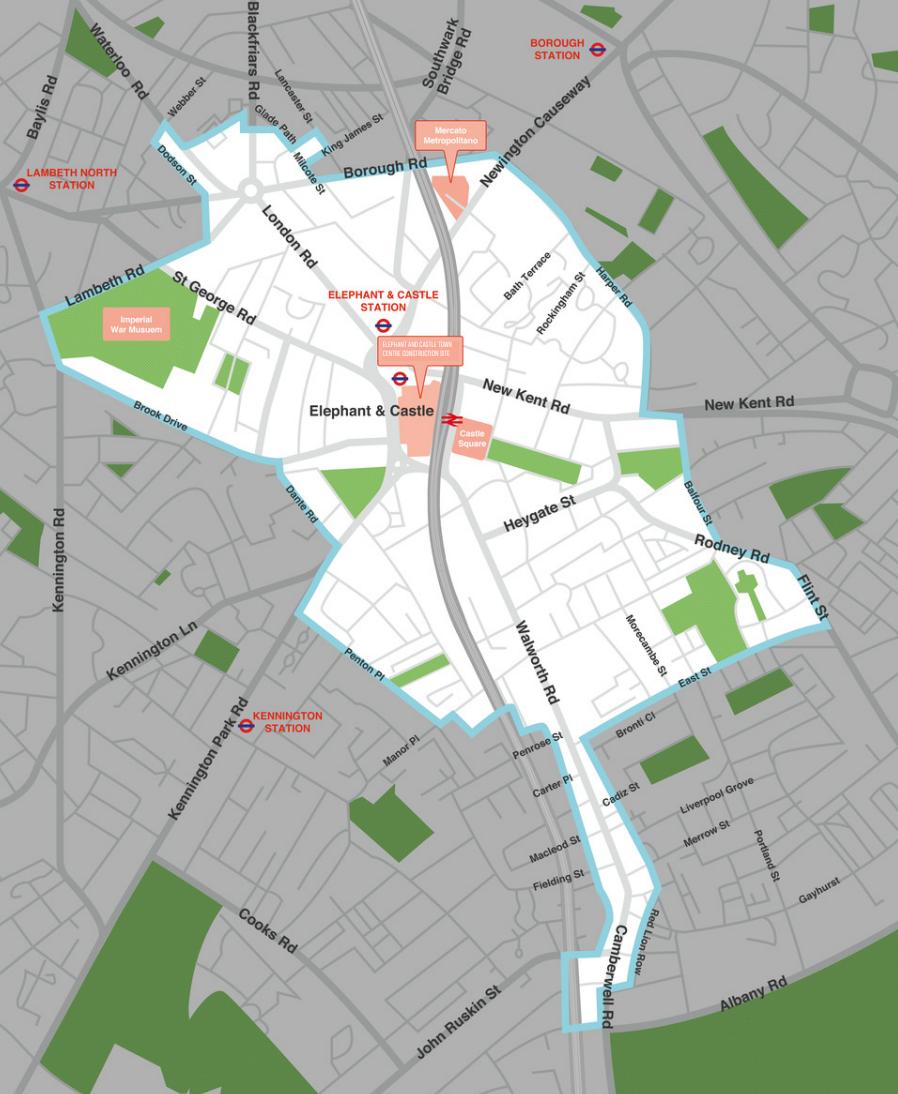 Blackfriars Rd
Waterloo Rd
Southwark
Bridge Rd
BOROUGH
STATION
Baylis Rd
Webber St
Lancaster St
Glade Path
King James St
Newington Causeway
Mercato
Metropolitano
Dodson St
Milcote St
Borough Rd
LAMBETH NORTH
STATION
London Rd
Lambeth Rd
St George Rd
Bath Terrace
Rockingham St
Harper Rd
ELEPHANT & CASTLE
STATION
Imperial
War Musuem
ELEPHANT AND CASTLE TOWN
CENTRE CONSTRUCTION SITE
New Kent Rd
New Kent Rd
Elephant & Castle
Castle
Square
Brook Drive
Dante Rd
Heygate St
Balfour St
Rodney Rd
Flint St
Kennington Rd
Kennington Ln
Penton Pl
Walworth Rd
Morecambe St
East St
Kennington Park Rd
KENNINGTON
STATION
Manor Pl
Penrose St
Bronti Cl
Carter Pl
Cadiz St
Liverpool Grove
Merrow St
Portland St
Macleod St
Fielding St
Gayhurst
Cooks Rd
Camberwell Rd
Red Lion Row
John Ruskin St
Albany Rd